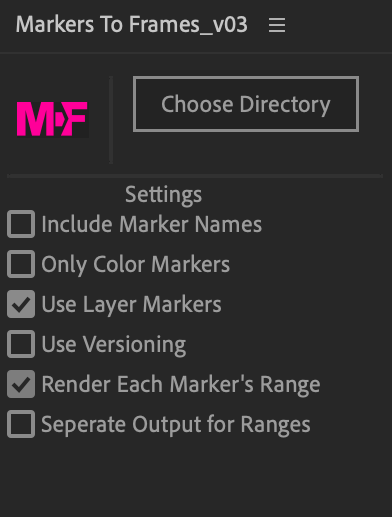 Markers To Frames_v03
MDF
Choose Directory
Settings
Include Marker Names
Only Color Markers
Use Layer Markers
Use Versioning
Render Each Marker's Range
Seperate Output for Ranges